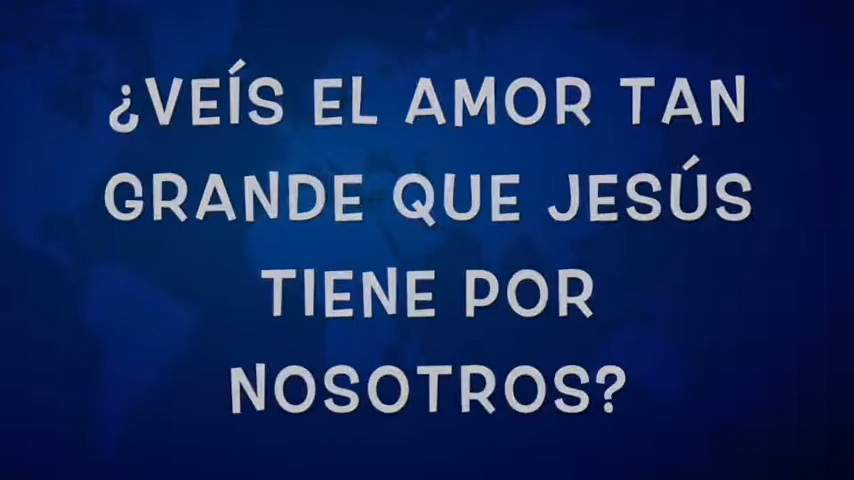 ¿VEÍS EL AMOR TAN
GRANDE QUE JESÚS
TIENE POR
NOSOTROS?